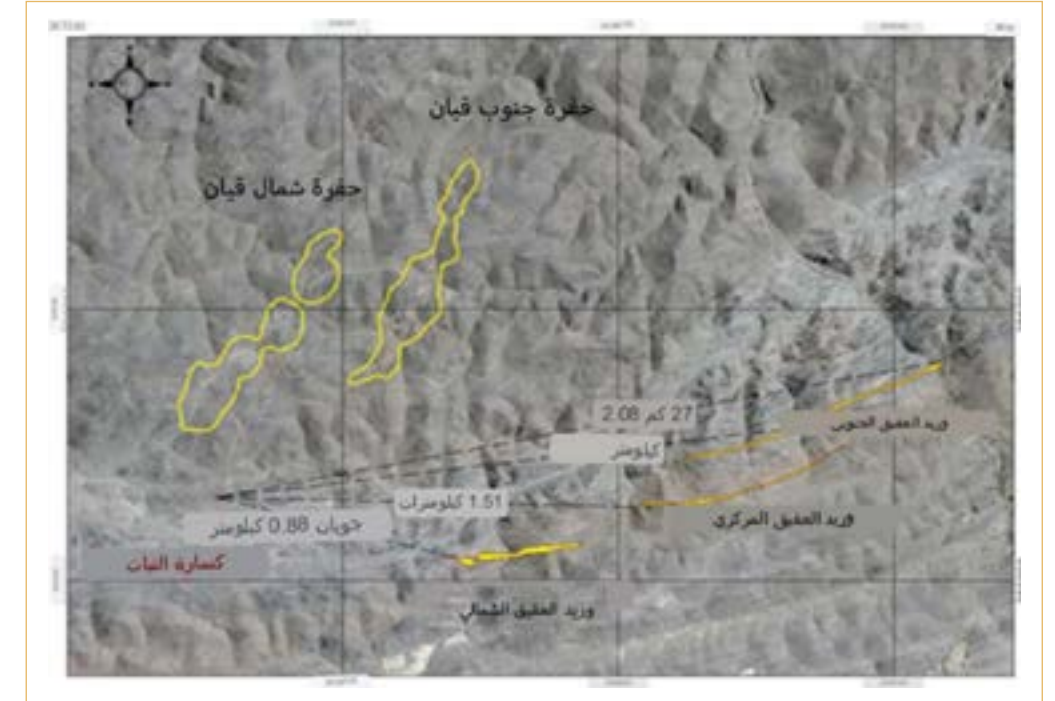 حفرة جنوب قيان
حفرة شمال قيان
27 كم 2.08
كيلومتر
وريد العقيق الجنوبي
1.51 كيلومترات
وريد العقيق المركزي
جويان 0.88 كيلومتر
كسارة النبات
وريد العقيق الشمالي